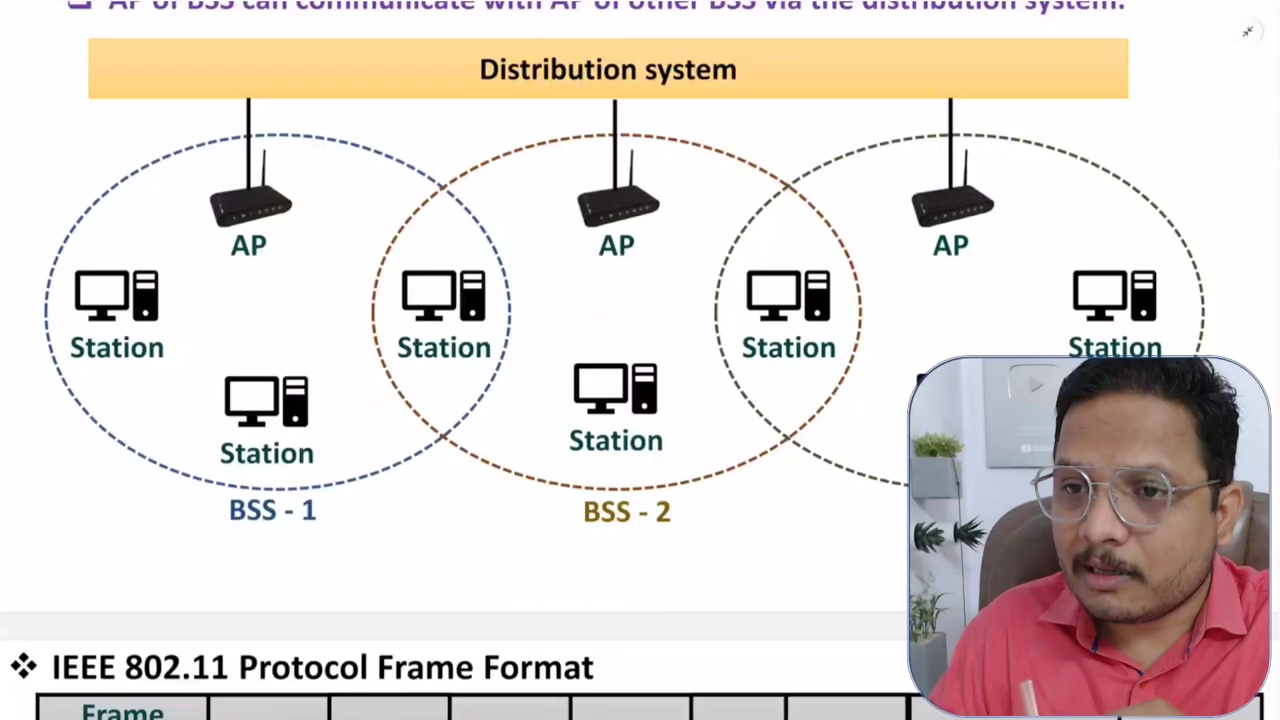 AP of BSS can communicate with AP of other BSS via the distribution system.
Distribution system
AP AP AP
Station Station Station Station
Station Station
BSS - 1 BSS - 2
❖ IEEE 802.11 Protocol Frame Format
Frame